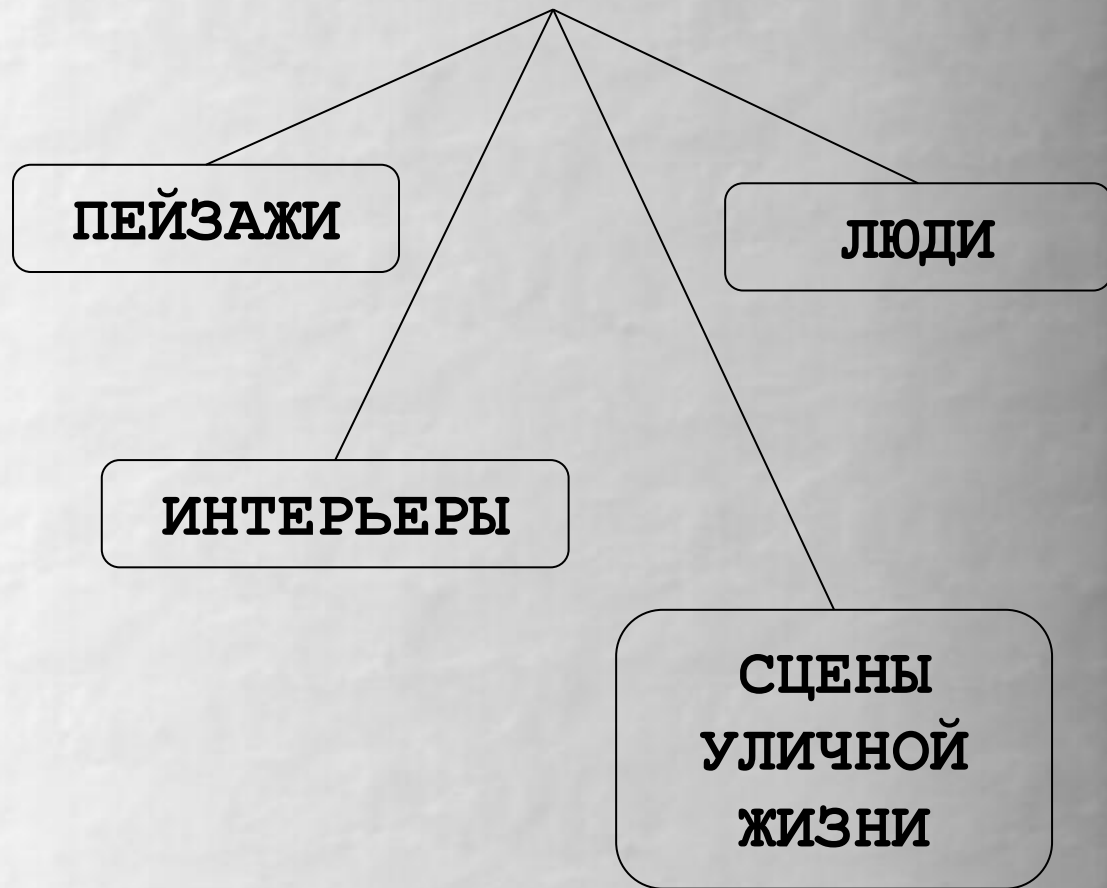 ПЕЙЗАЖИ
ЛЮДИ
ИНТЕРЬЕРЫ
СЦЕНЫ
УЛИЧНОЙ
ЖИЗНИ